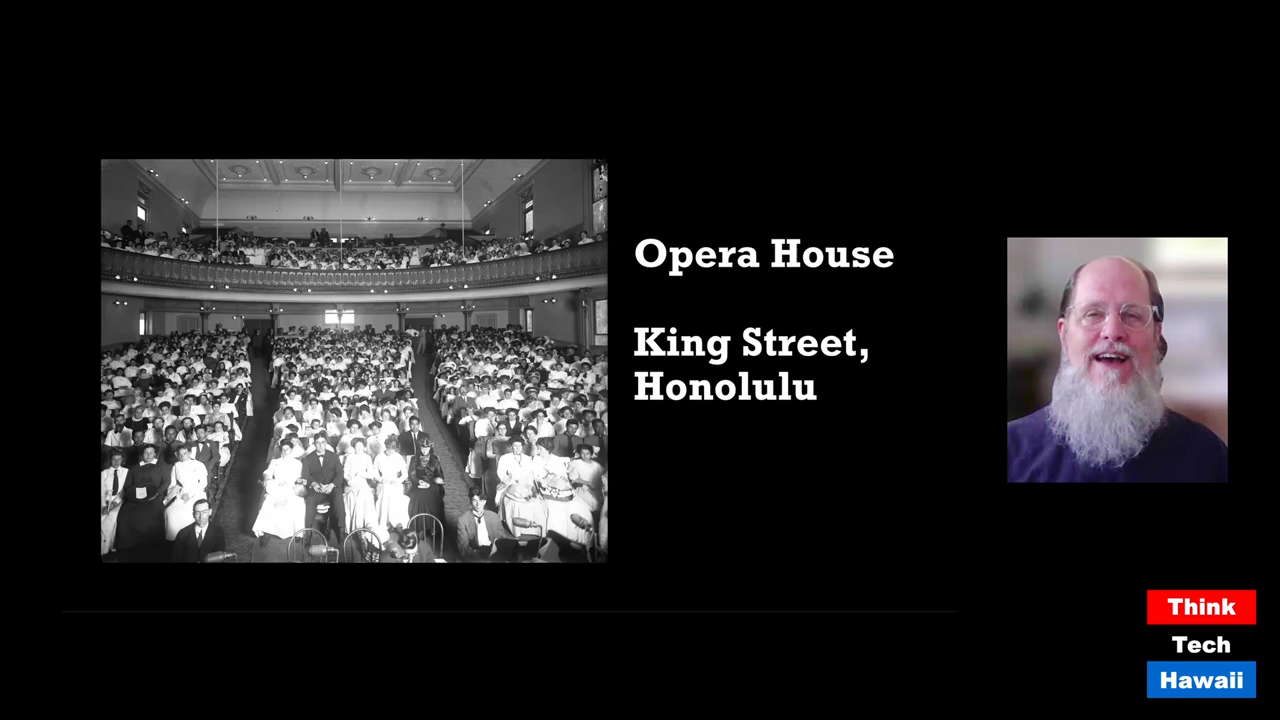 Opera House
King Street,
Honolulu
Think
Tech
Hawaii